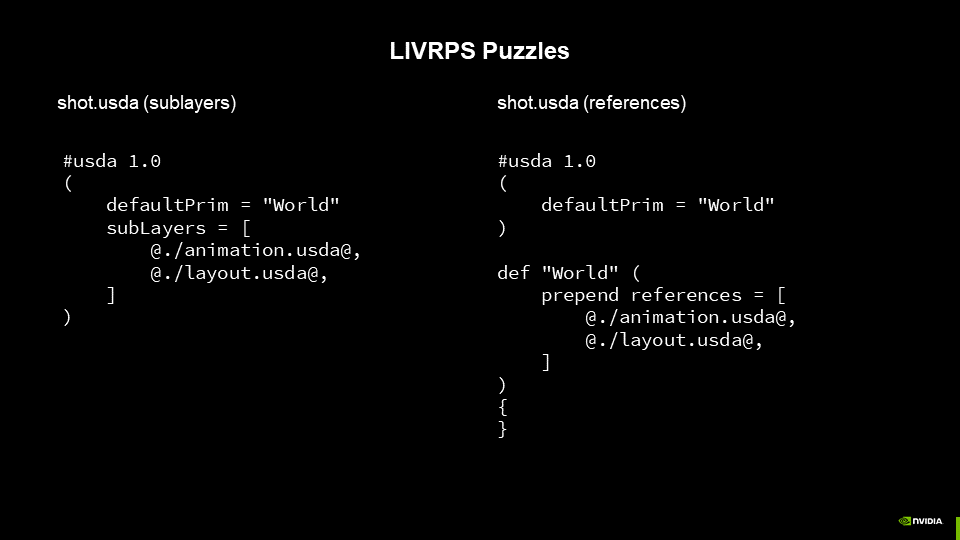 LIVRPS Puzzles
shot.usda (sublayers)
#usda 1.0
(
    defaultPrim = "World"
    subLayers = [
        @./animation.usda@,
        @./layout.usda@,
    ]
)
shot.usda (references)
#usda 1.0
(
    defaultPrim = "World"
)

def "World" (
    prepend references = [
        @./animation.usda@,
        @./layout.usda@,
    ]
)
{
}
NVIDIA